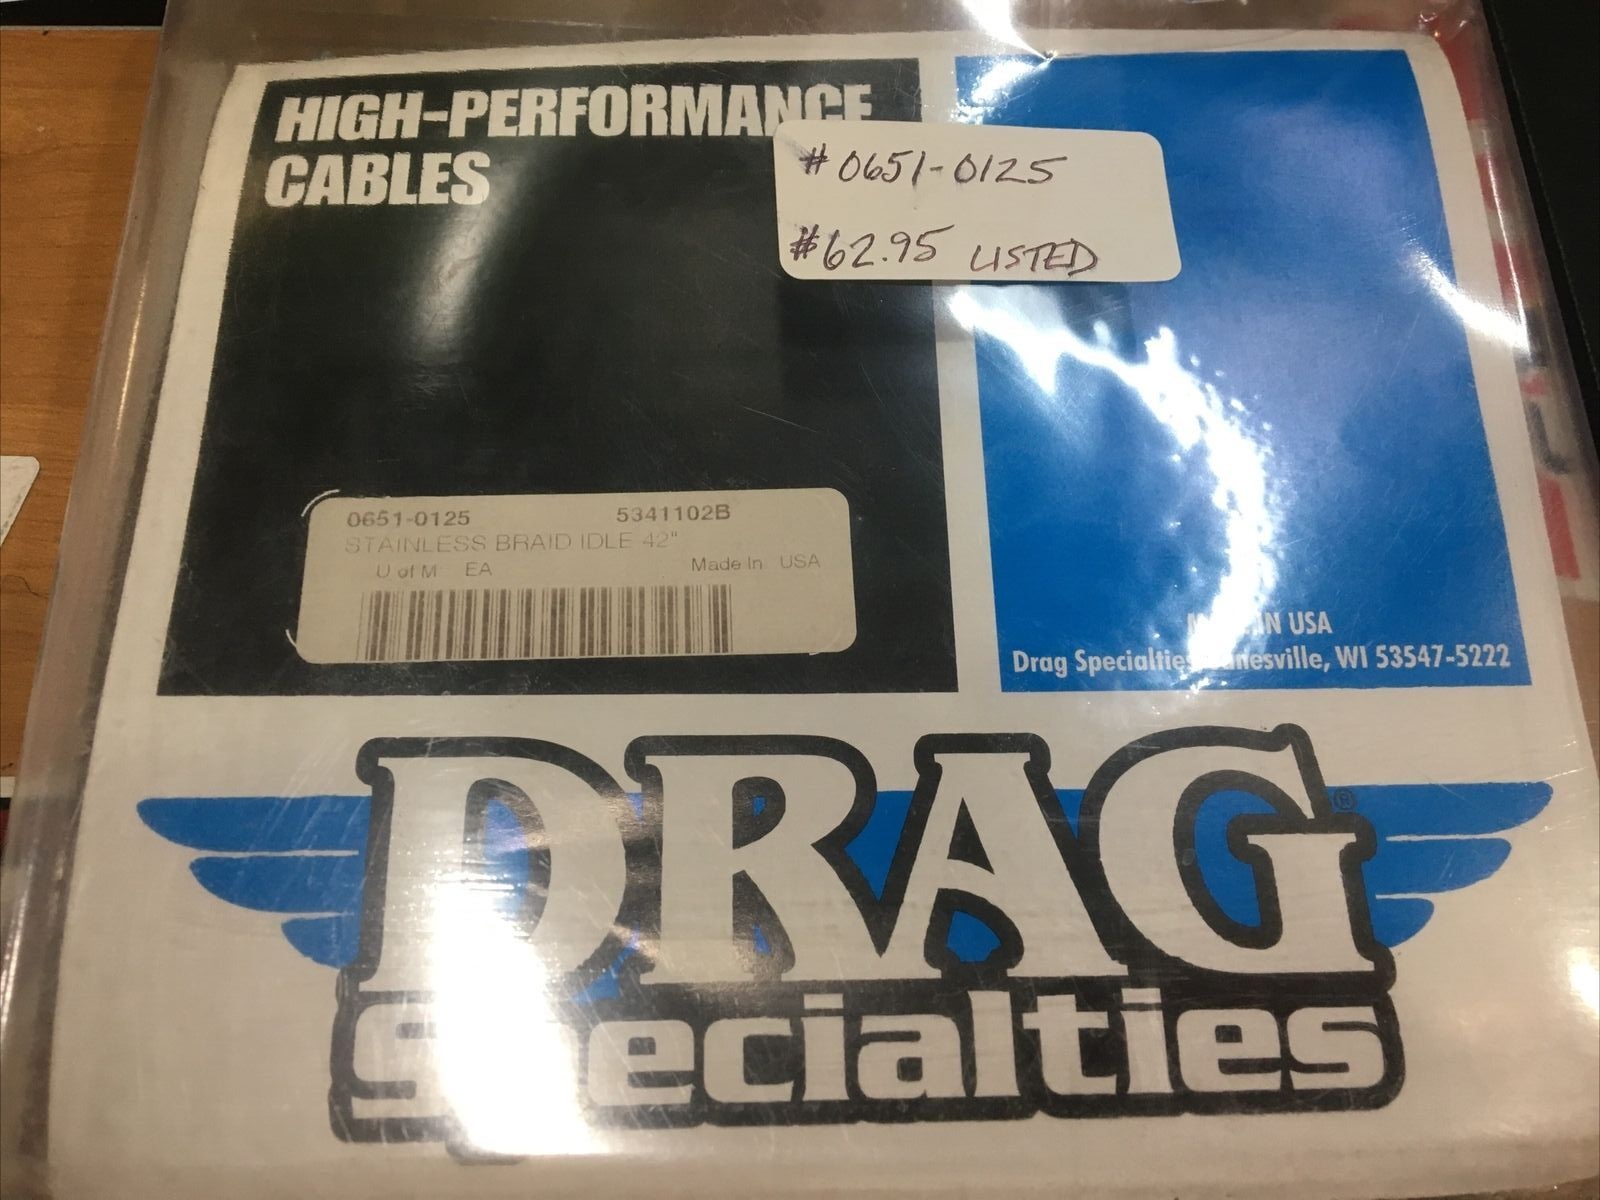 HIGH-PERFORMANCE
CABLES
#0651-0125
#62.95 LISTED
0651-0125 5341102B
STAINLESS BRAID IDLE 42"
U of M EA Made In USA
IN USA
Drag Specialties Janesville, WI 53547-5222
DRAG
®
Specialties